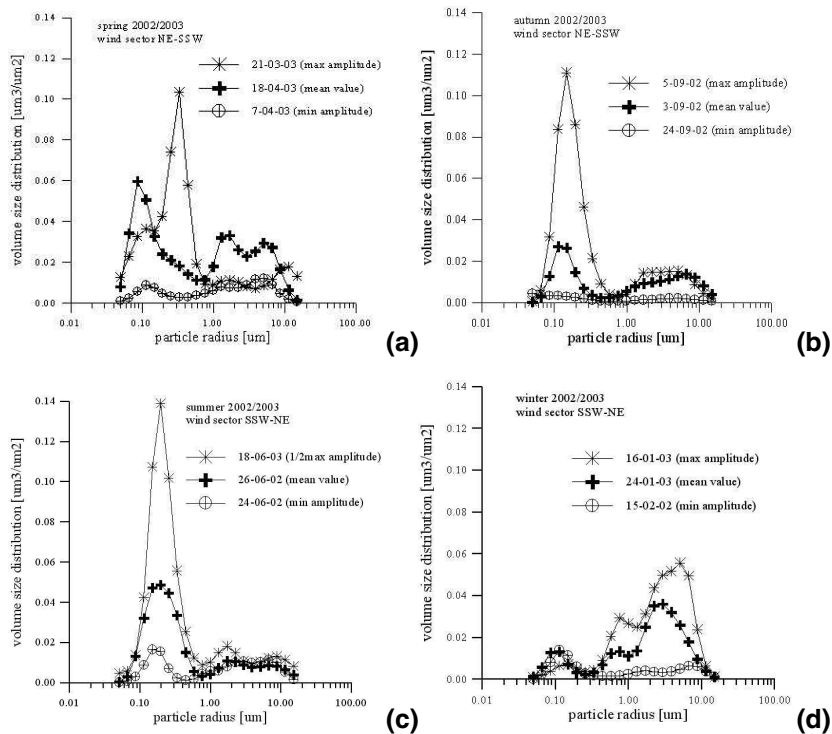 spring 2002/2003
wind sector NE-SSW
21-03-03 (max amplitude)
18-04-03 (mean value)
7-04-03 (min amplitude)
volume size distribution [um3/um2]
0.14
0.12
0.10
0.08
0.06
0.04
0.02
0.00
0.01 0.10 1.00 10.00 100.00
particle radius [um]
(a)
autumn 2002/2003
wind sector NE-SSW
5-09-02 (max amplitude)
3-09-02 (mean value)
24-09-02 (min amplitude)
volume size distribution [um3/um2]
0.14
0.12
0.10
0.08
0.06
0.04
0.02
0.00
0.01 0.10 1.00 10.00 100.00
particle radius [um]
(b)
summer 2002/2003
wind sector SSW-NE
18-06-03 (1/2max amplitude)
26-06-02 (mean value)
24-06-02 (min amplitude)
volume size distribution [um3/um2]
0.14
0.12
0.10
0.08
0.06
0.04
0.02
0.00
0.01 0.10 1.00 10.00 100.00
particle radius [um]
(c)
winter 2002/2003
wind sector SSW-NE
16-01-03 (max amplitude)
24-01-03 (mean value)
15-02-02 (min amplitude)
volume size distribution [um3/um2]
0.14
0.12
0.10
0.08
0.06
0.04
0.02
0.00
0.01 0.10 1.00 10.00 100.00
particle radius [um]
(d)